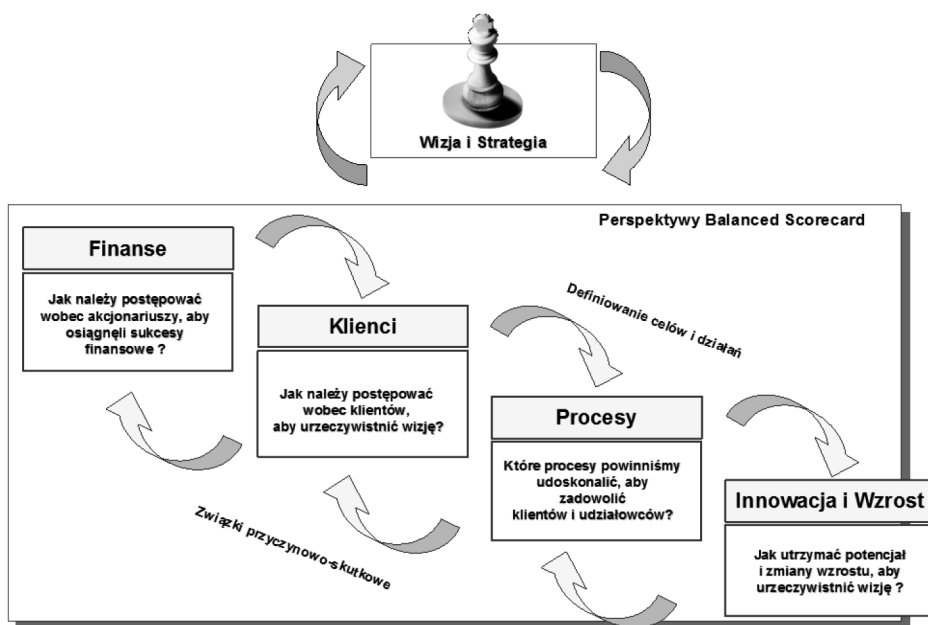 Wizja i Strategia
Perspektywy Balanced Scorecard
Finanse
Jak należy postępować
wobec akcjonariuszy, aby
osiągnęli sukcesy
finansowe ?
Klienci
Jak należy postępować
wobec klientów,
aby urzeczywistnić wizję?
Definiowanie celów i działań
Procesy
Które procesy powinniśmy
udoskonalić, aby
zadowolić
klientów i udziałowców?
Innowacja i Wzrost
Jak utrzymać potencjał
i zmiany wzrostu, aby
urzeczywistnić wizję ?
Związki przyczynowo-skutkowe